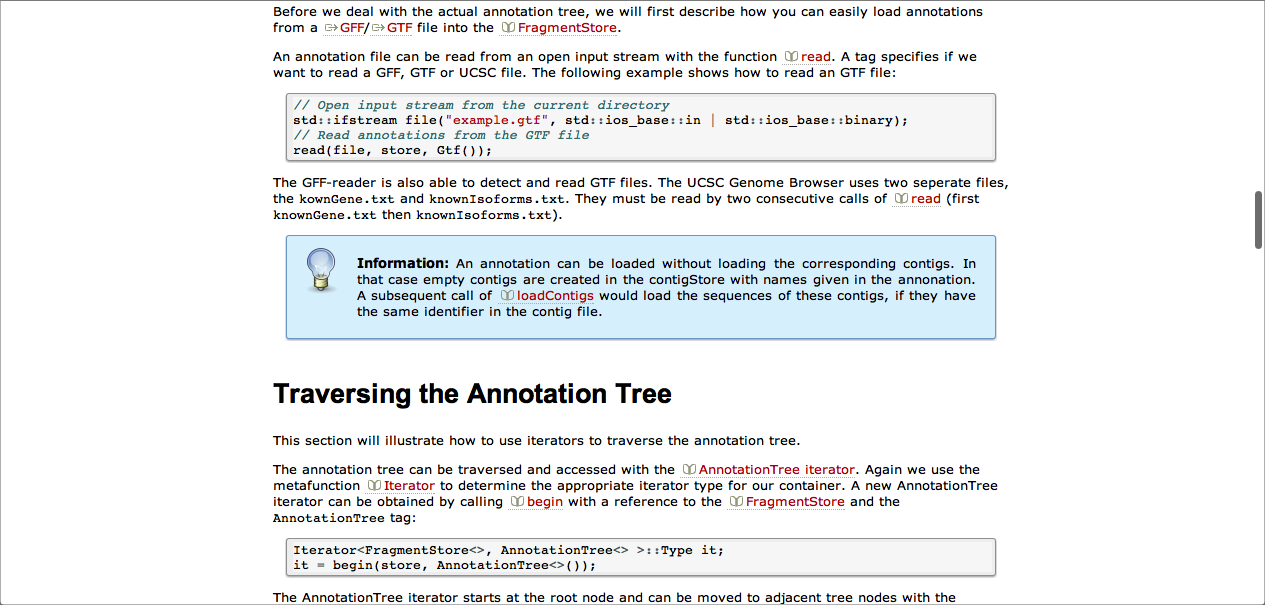 Before we deal with the actual annotation tree, we will first describe how you can easily load annotations
from a GFF/GTF file into the FragmentStore.
An annotation file can be read from an open input stream with the function read. A tag specifies if we
want to read a GFF, GTF or UCSC file. The following example shows how to read an GTF file:
// Open input stream from the current directory
std::ifstream file("example.gtf", std::ios_base::in | std::ios_base::binary);
// Read annotations from the GTF file
read(file, store, Gtf());
The GFF-reader is also able to detect and read GTF files. The UCSC Genome Browser uses two seperate files,
the kownGene.txt and knownIsoforms.txt. They must be read by two consecutive calls of read (first
knownGene.txt then knownIsoforms.txt).
Information: An annotation can be loaded without loading the corresponding contigs. In
that case empty contigs are created in the contigStore with names given in the annonation.
A subsequent call of loadContigs would load the sequences of these contigs, if they have
the same identifier in the contig file.
Traversing the Annotation Tree
This section will illustrate how to use iterators to traverse the annotation tree.
The annotation tree can be traversed and accessed with the AnnotationTree iterator. Again we use the
metafunction Iterator to determine the appropriate iterator type for our container. A new AnnotationTree
iterator can be obtained by calling begin with a reference to the FragmentStore and the
AnnotationTree tag:
Iterator<FragmentStore<>, AnnotationTree<> >::Type it;
it = begin(store, AnnotationTree<>());
The AnnotationTree iterator starts at the root node and can be moved to adjacent tree nodes with the